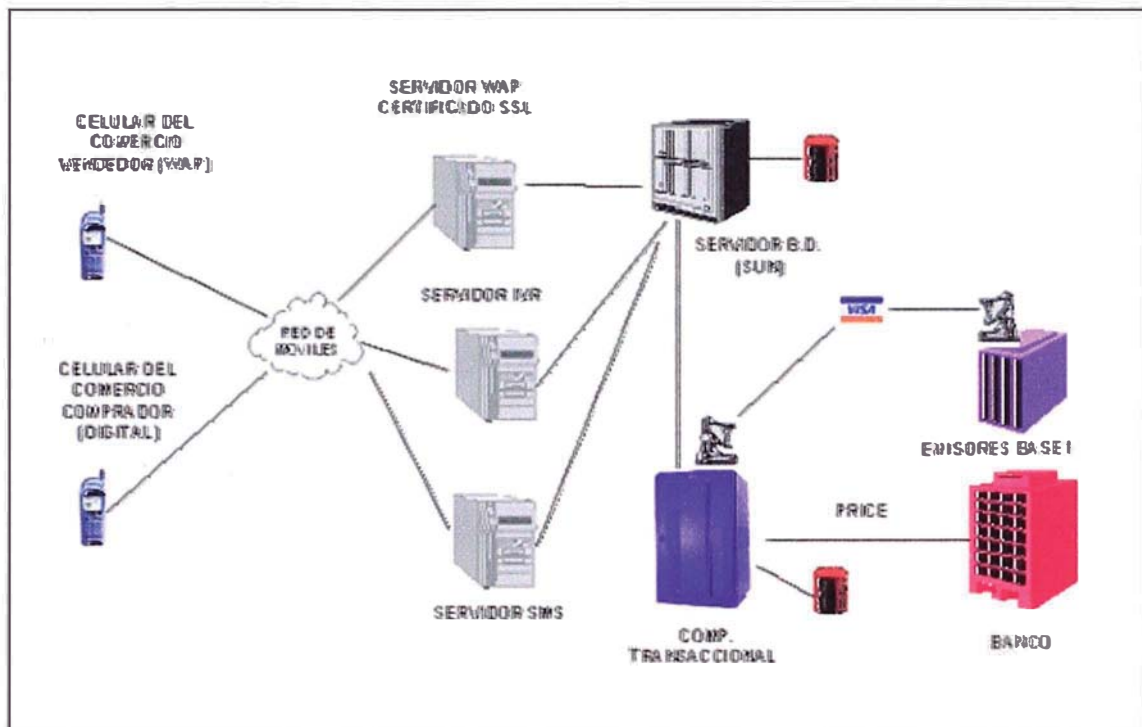 SERVIDOR WAP
CERTIFICADO SSL
CELULAR DEL
COMERCIO
VENDEDOR (WAP)
SERVIDOR B.D.
(SUN)
SERVIDOR IVR
RED DE
MOVILES
VISA
CELULAR DEL
COMERCIO
COMPRADOR
(DIGITAL)
EMISORES BASE I
PRICE
SERVIDOR SMS
COMP.
TRANSACCIONAL
BANCO